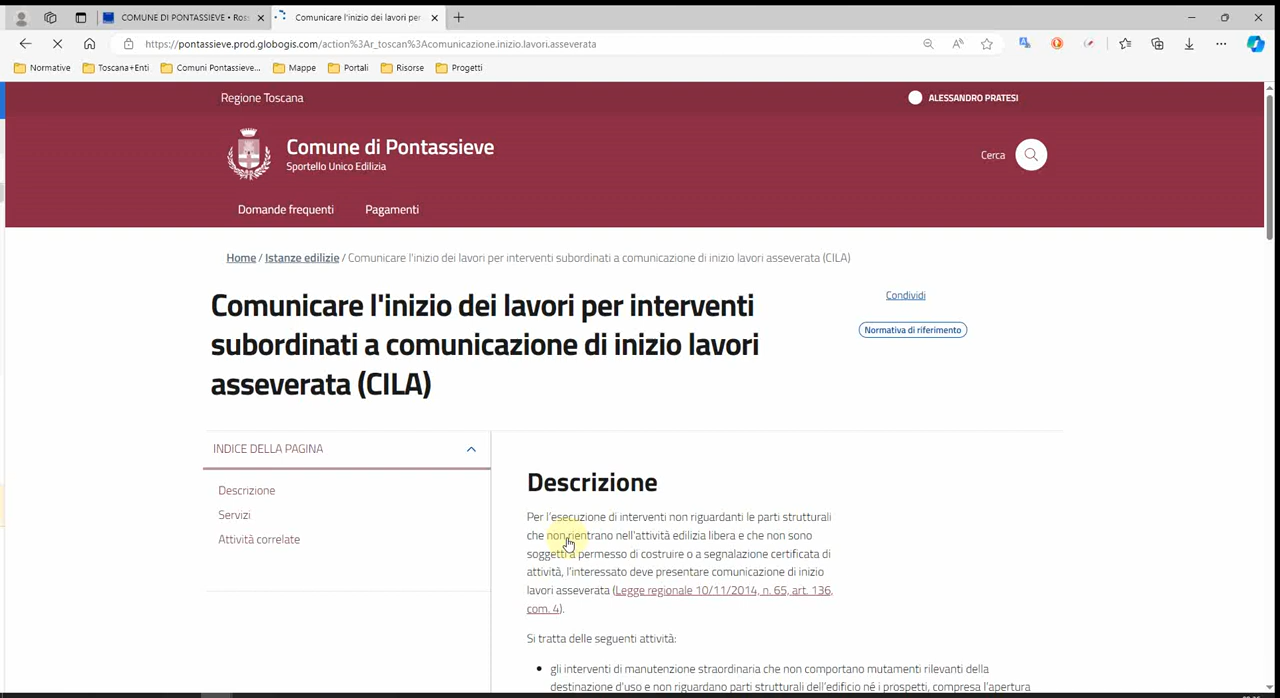 COMUNE DI PONTASSIEVE • Ros
Comunicare l'inizio dei lavori per
https://pontassieve.prod.globogis.com/action%3Ar_toscan%3Acomunicazione.inizio.lavori.asseverata
Normative
Toscana+Enti
Comuni Pontassieve...
Mappe
Portali
Risorse
Progetti
Regione Toscana
ALESSANDRO PRATESI
Comune di Pontassieve
Sportello Unico Edilizia
Cerca
Domande frequenti
Pagamenti
Home / Istanze edilizie / Comunicare l'inizio dei lavori per interventi subordinati a comunicazione di inizio lavori asseverata (CILA)
Comunicare l'inizio dei lavori per interventi
subordinati a comunicazione di inizio lavori
asseverata (CILA)
Condividi
Normativa di riferimento
INDICE DELLA PAGINA
Descrizione
Servizi
Attività correlate
Descrizione
Per l'esecuzione di interventi non riguardanti le parti strutturali
che non rientrano nell'attività edilizia libera e che non sono
soggetti a permesso di costruire o a segnalazione certificata di
attività, l'interessato deve presentare comunicazione di inizio
lavori asseverata (Legge regionale 10/11/2014, n. 65, art. 136,
com. 4).
Si tratta delle seguenti attività:
• gli interventi di manutenzione straordinaria che non comportano mutamenti rilevanti della
destinazione d'uso e non riguardano parti strutturali dell'edificio né i prospetti, compresa l'apertura